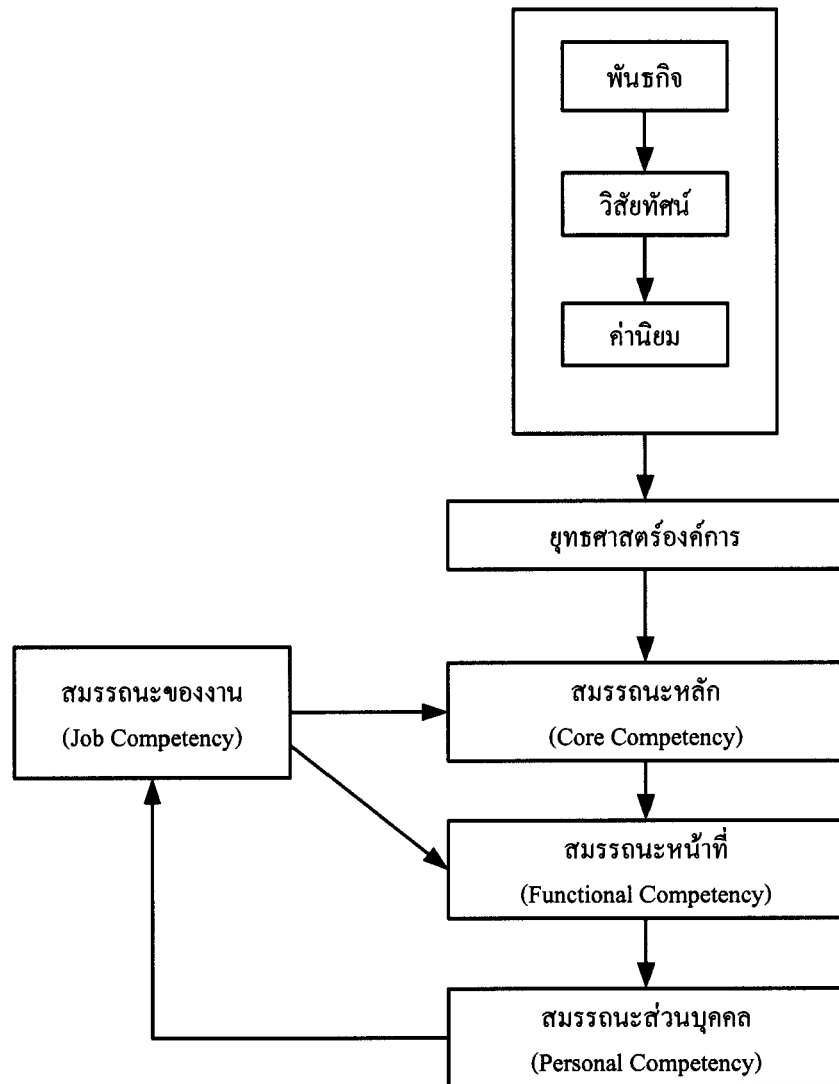 พันธกิจ
วิสัยทัศน์
ค่านิยม
ยุทธศาสตร์องค์การ
สมรรถนะของงาน
(Job Competency)
สมรรถนะหลัก
(Core Competency)
สมรรถนะหน้าที่
(Functional Competency)
สมรรถนะส่วนบุคคล
(Personal Competency)